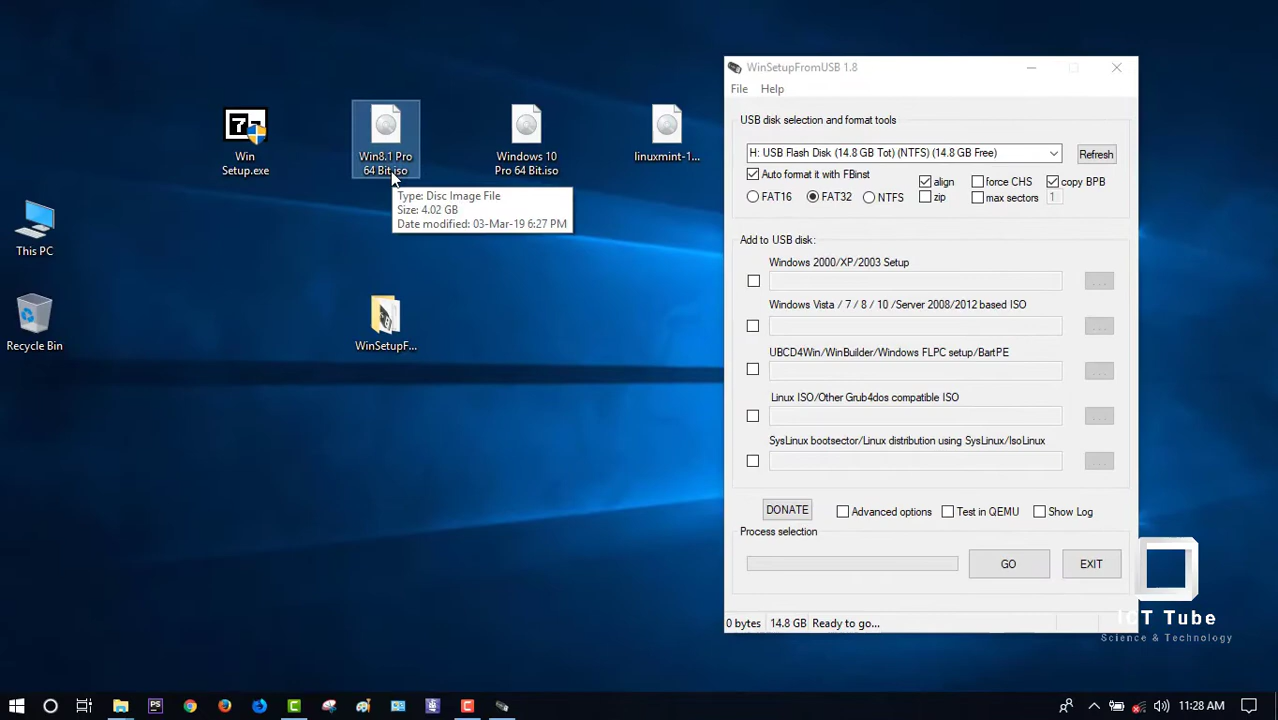 Win
Setup.exe
Win8.1 Pro
64 Bit.iso
Windows 10
Pro 64 Bit.iso
linuxmint-1...
Type: Disc Image File
Size: 4.02 GB
Date modified: 03-Mar-19 6:27 PM
This PC
Recycle Bin
WinSetupF...
WinSetupFromUSB 1.8
File Help
USB disk selection and format tools
H: USB Flash Disk (14.8 GB Tot) (NTFS) (14.8 GB Free)
Refresh
Auto format it with FBinst
align force CHS copy BPB
FAT16 FAT32 NTFS zip max sectors 1
Add to USB disk:
Windows 2000/XP/2003 Setup
...
Windows Vista / 7 / 8 / 10 /Server 2008/2012 based ISO
...
UBCD4Win/WinBuilder/Windows FLPC setup/BartPE
...
Linux ISO/Other Grub4dos compatible ISO
...
SysLinux bootsector/Linux distribution using SysLinux/IsoLinux
...
DONATE Advanced options Test in QEMU Show Log
Process selection
GO EXIT
0 bytes 14.8 GB Ready to go...
ICT Tube
Science & Technology
11:28 AM